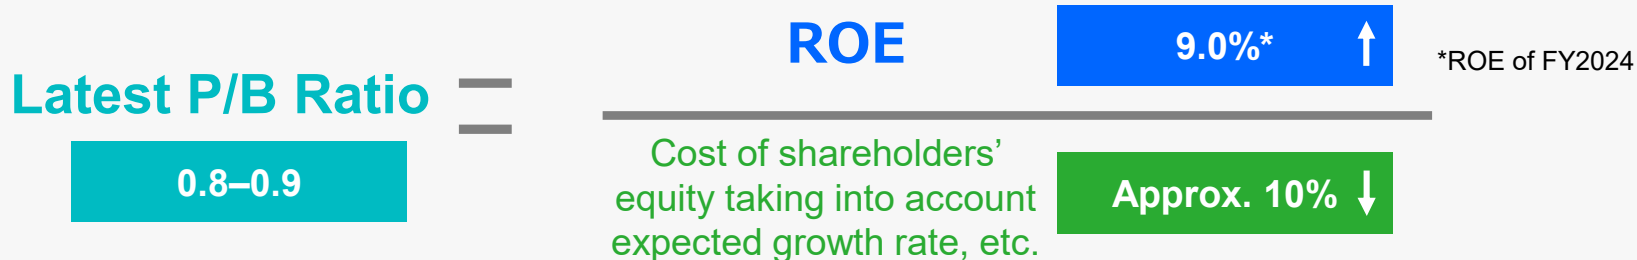 Latest P/B Ratio
0.8–0.9
=
ROE
9.0%* ↑
*ROE of FY2024
Cost of shareholders’
equity taking into account
expected growth rate, etc.
Approx. 10% ↓